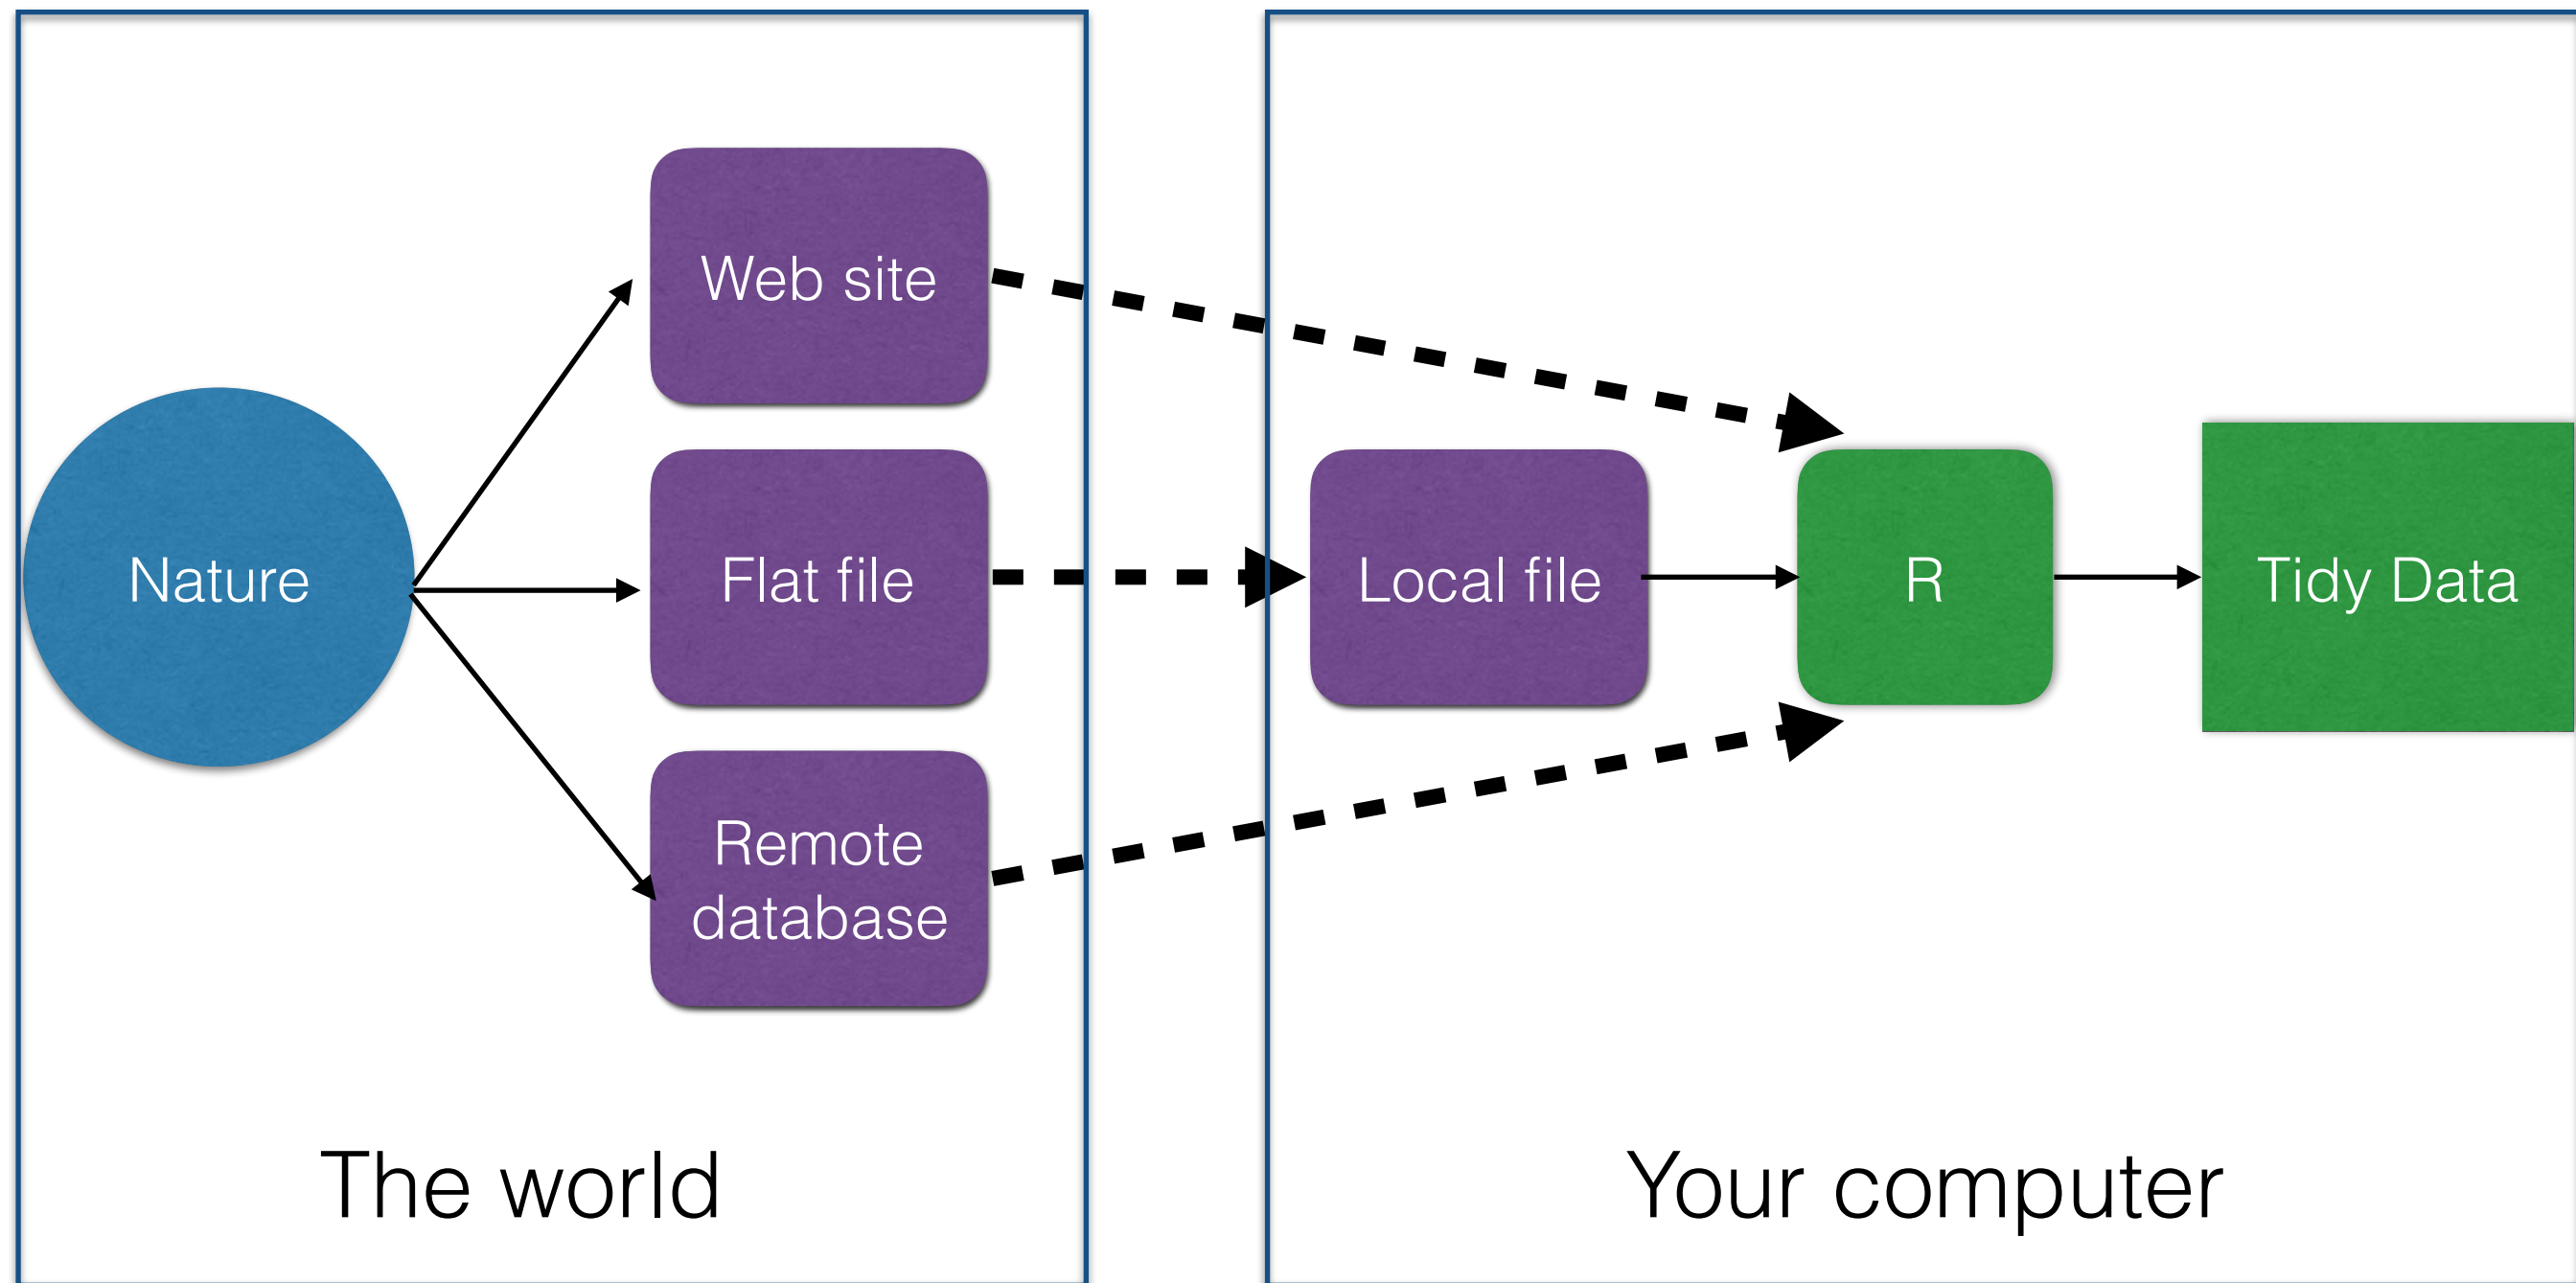 Web site
Nature
Flat file
Local file
R
Tidy Data
Remote
database
The world
Your computer